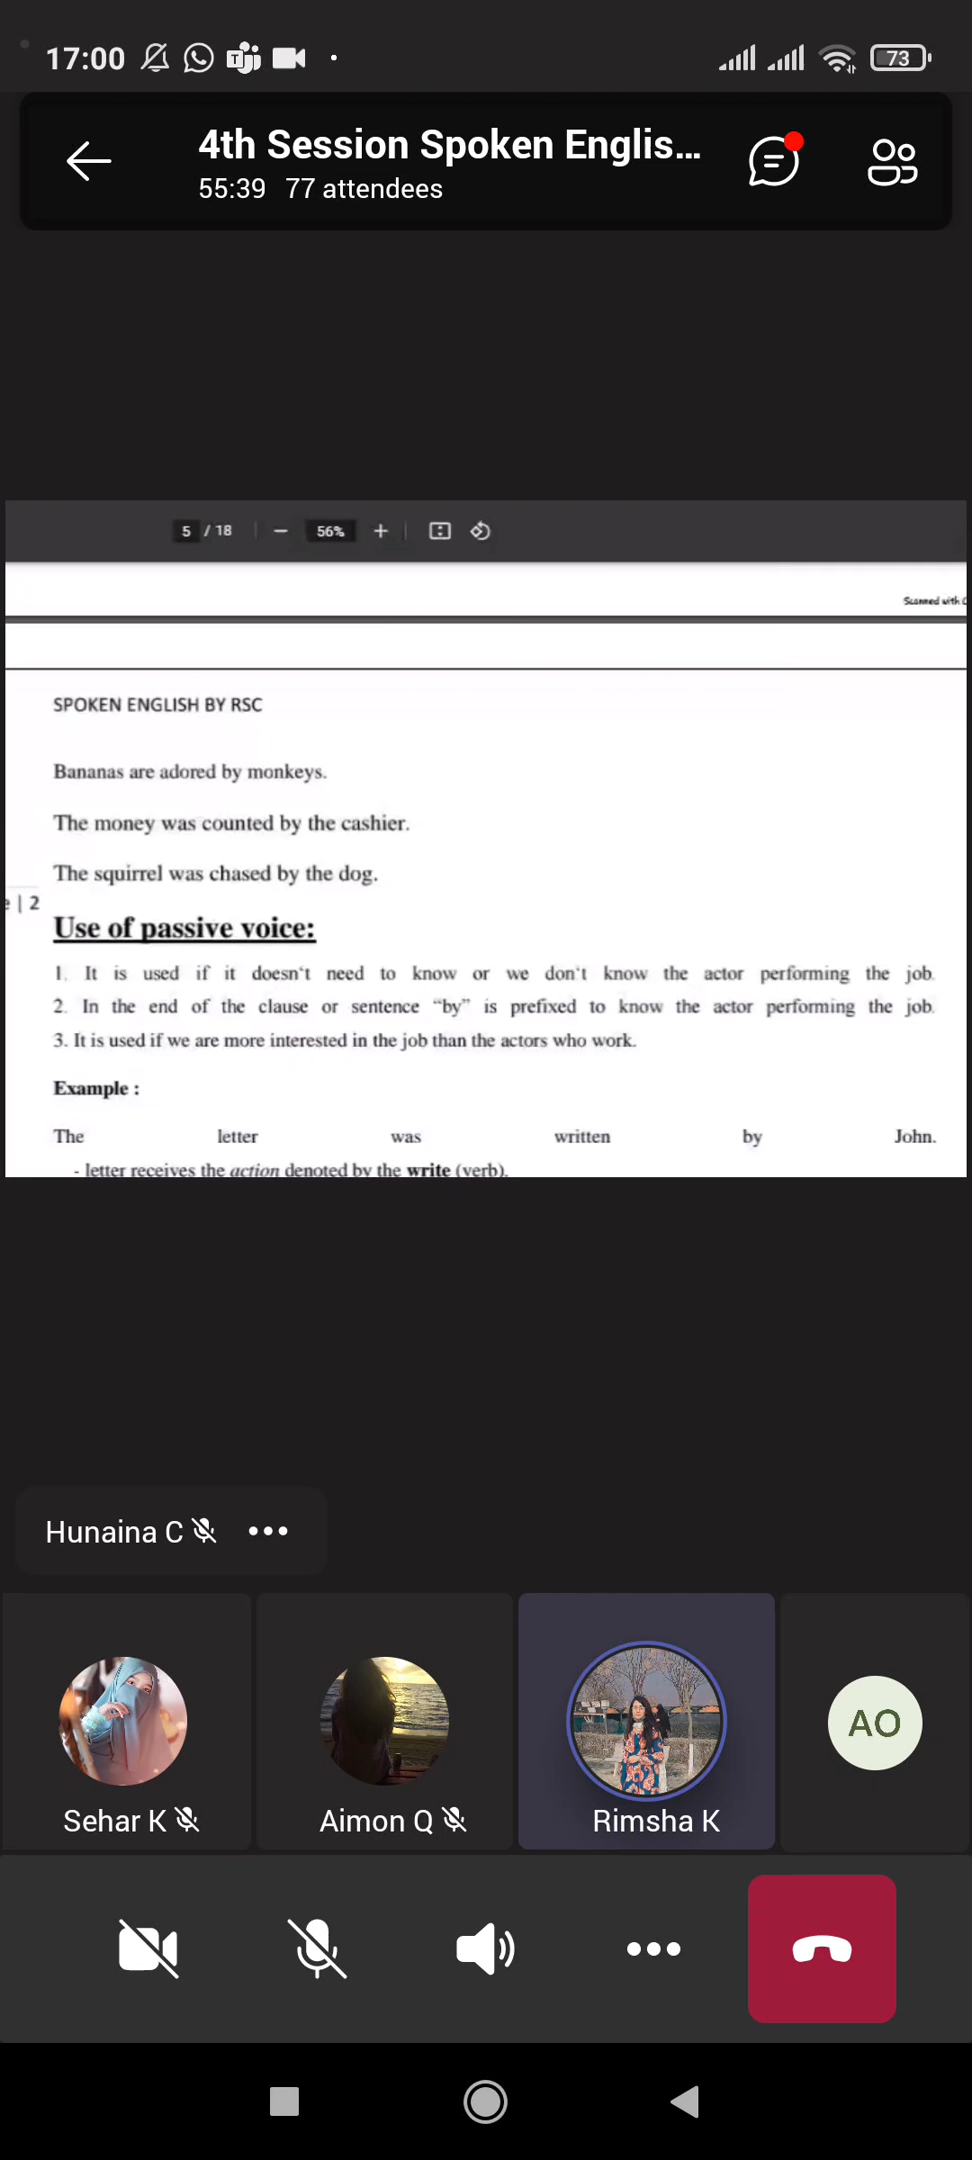 17:00
73
4th Session Spoken Englis...
55:39 77 attendees
5 / 18 56%
Scanned with
SPOKEN ENGLISH BY RSC
Bananas are adored by monkeys.
The money was counted by the cashier.
The squirrel was chased by the dog.
e | 2
Use of passive voice:
1. It is used if it doesn't need to know or we don't know the actor performing the job.
2. In the end of the clause or sentence “by” is prefixed to know the actor performing the job.
3. It is used if we are more interested in the job than the actors who work.
Example :
The letter was written by John.
- letter receives the action denoted by the write (verb).
Hunaina C
AO
Sehar K Aimon Q Rimsha K